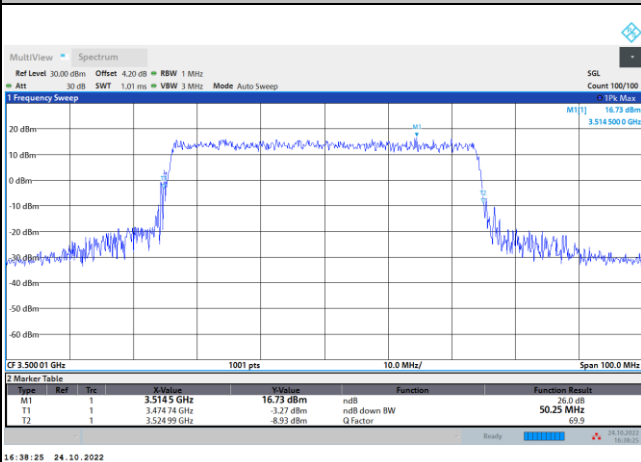 MultiView Spectrum
Ref Level 30.00 dBm Offset 4.20 dB RBW 1 MHz SGL
Att 30 dB SWT 1.01 ms VBW 3 MHz Mode Auto Sweep Count 100/100
1 Frequency Sweep 1Pk Max
M1[1] 16.73 dBm
3.514 500 0 GHz
M1
20 dBm
10 dBm
0 dBm
-10 dBm
-20 dBm
-30 dBm
-40 dBm
-50 dBm
-60 dBm
CF 3.500 01 GHz 1001 pts 10.0 MHz/ Span 100.0 MHz
2 Marker Table
Type Ref Trc X-Value Y-Value Function Function Result
M1 1 3.514 5 GHz 16.73 dBm ndB 26.0 dB
T1 1 3.474 74 GHz -3.27 dBm ndB down BW 50.25 MHz
T2 1 3.524 99 GHz -8.93 dBm Q Factor 69.9
Ready 24.10.2022
16:38:25
16:38:25 24.10.2022